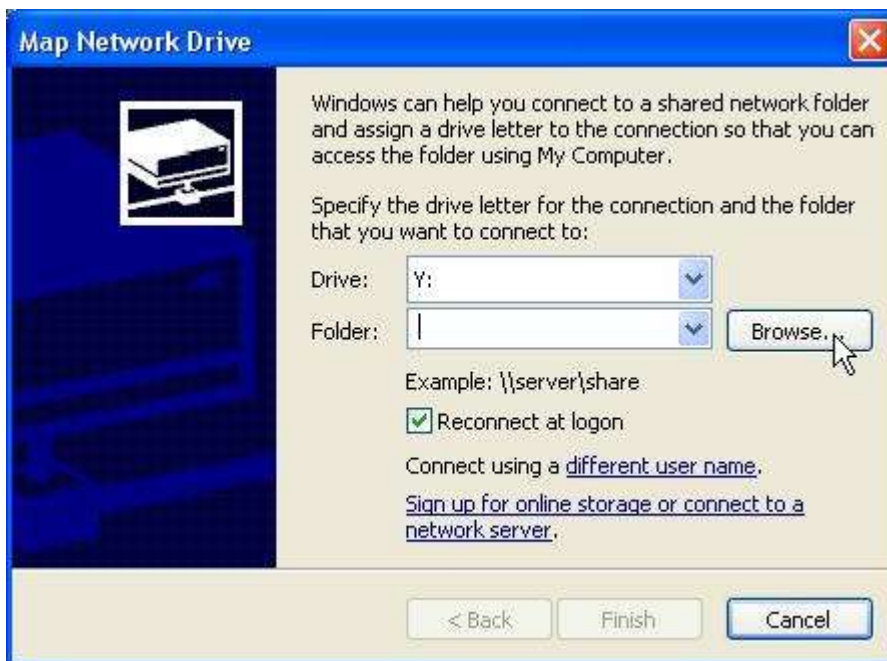 Map Network Drive
Windows can help you connect to a shared network folder
and assign a drive letter to the connection so that you can
access the folder using My Computer.
Specify the drive letter for the connection and the folder
that you want to connect to:
Drive: Y:
Folder: Browse...
Example: \\server\share
Reconnect at logon
Connect using a different user name.
Sign up for online storage or connect to a
network server.
< Back Finish Cancel